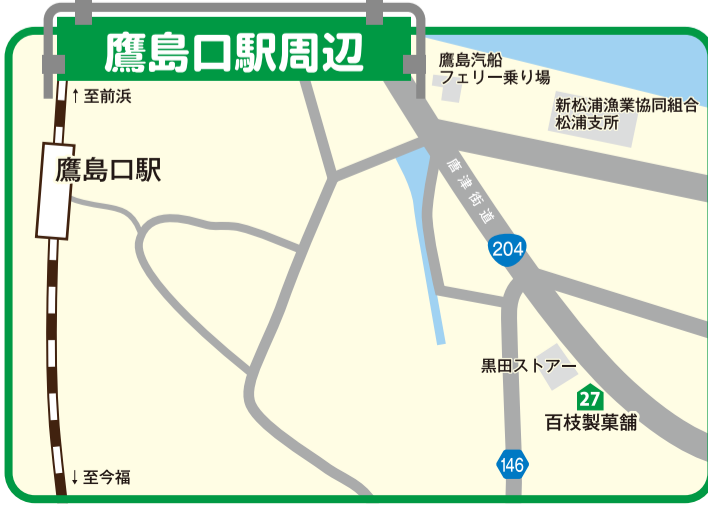 鷹島口駅周辺
鷹島汽船
フェリー乗り場
↑至前浜
新松浦漁業協同組合
松浦支所
鷹島口駅
唐津街道
204
黒田ストアー
27
百枝製菓舗
146
↓至今福